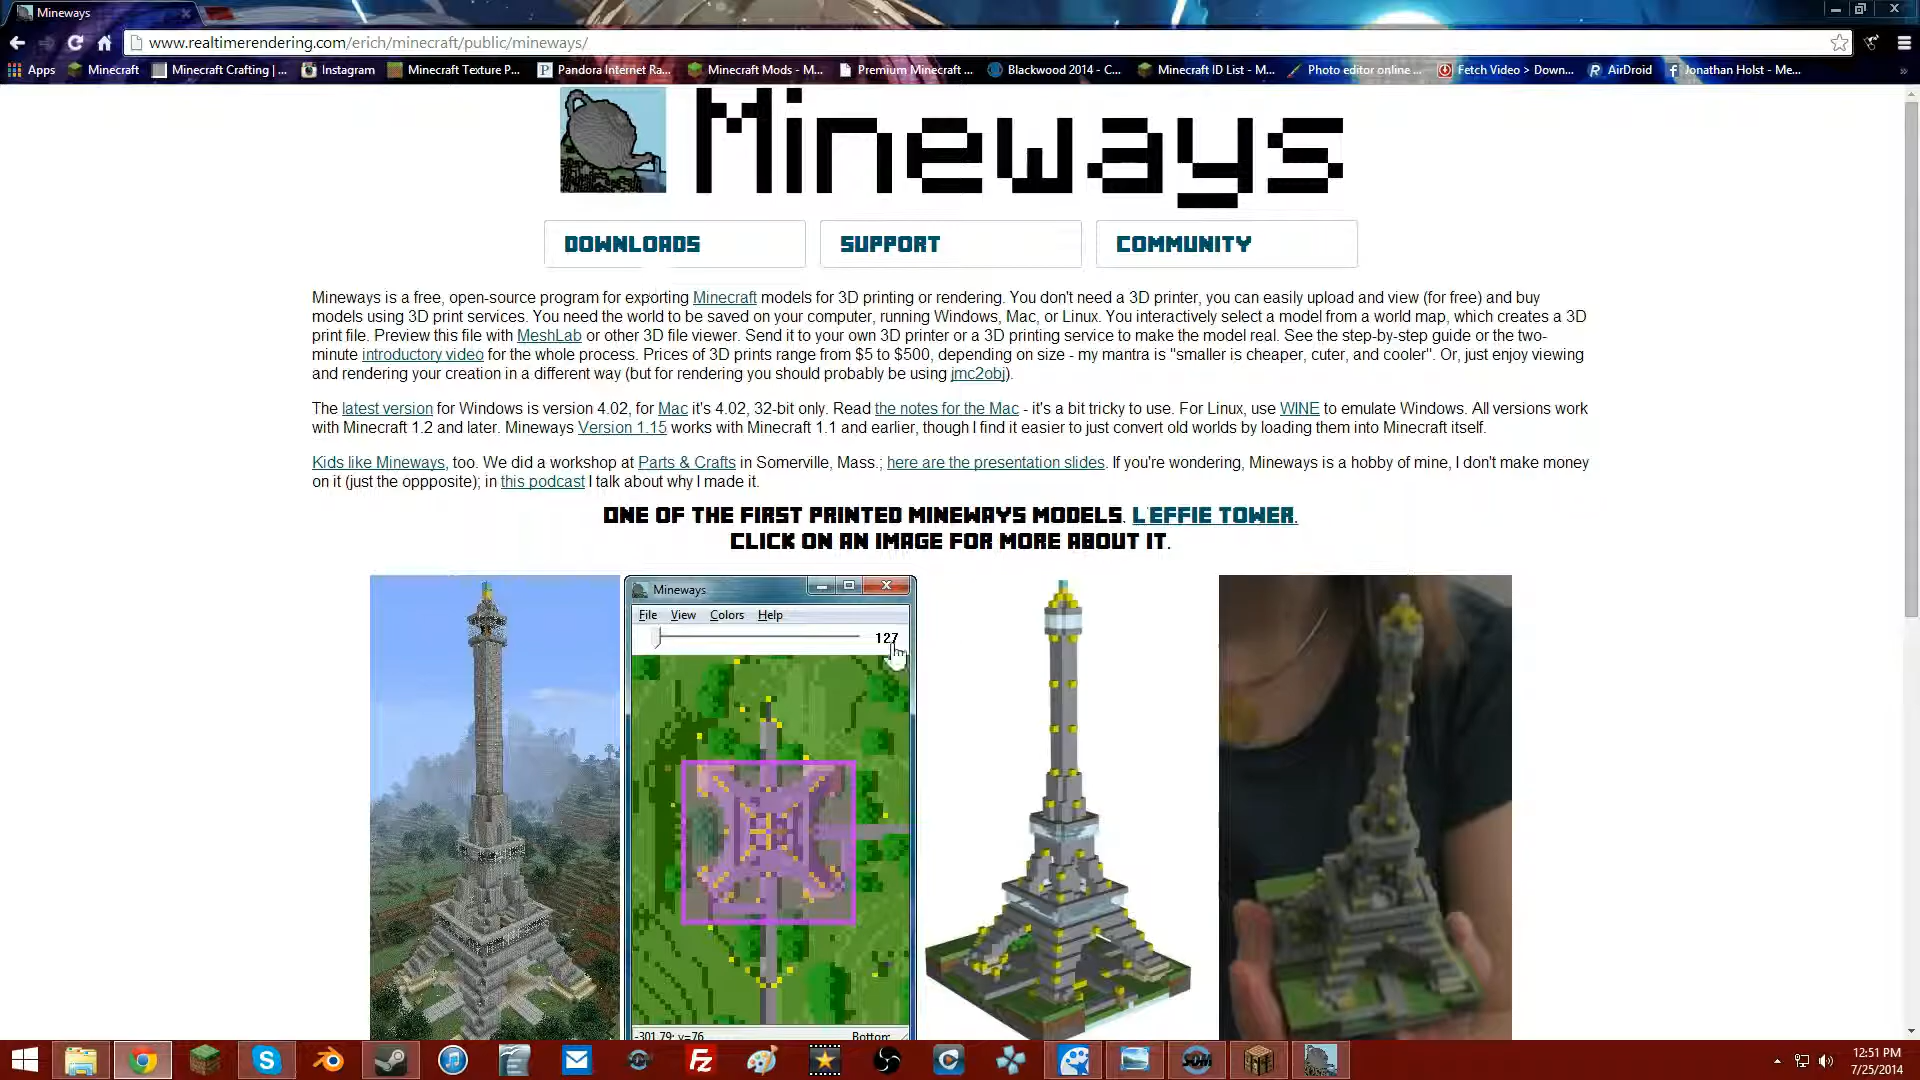 Mineways
www.realtimerendering.com/erich/minecraft/public/mineways/
Apps Minecraft Minecraft Crafting | ... Instagram Minecraft Texture P... Pandora Internet Ra... Minecraft Mods - M... Premium Minecraft ... Blackwood 2014 - C... Minecraft ID List - M... Photo editor online ... Fetch Video > Down... AirDroid Jonathan Holst - Me... »
Mineways
DOWNLOADS SUPPORT COMMUNITY
Mineways is a free, open-source program for exporting Minecraft models for 3D printing or rendering. You don't need a 3D printer, you can easily upload and view (for free) and buy
models using 3D print services. You need the world to be saved on your computer, running Windows, Mac, or Linux. You interactively select a model from a world map, which creates a 3D
print file. Preview this file with MeshLab or other 3D file viewer. Send it to your own 3D printer or a 3D printing service to make the model real. See the step-by-step guide or the two-
minute introductory video for the whole process. Prices of 3D prints range from $5 to $500, depending on size - my mantra is "smaller is cheaper, cuter, and cooler". Or, just enjoy viewing
and rendering your creation in a different way (but for rendering you should probably be using jmc2obj).
The latest version for Windows is version 4.02, for Mac it's 4.02, 32-bit only. Read the notes for the Mac - it's a bit tricky to use. For Linux, use WINE to emulate Windows. All versions work
with Minecraft 1.2 and later. Mineways Version 1.15 works with Minecraft 1.1 and earlier, though I find it easier to just convert old worlds by loading them into Minecraft itself.
Kids like Mineways, too. We did a workshop at Parts & Crafts in Somerville, Mass.; here are the presentation slides. If you're wondering, Mineways is a hobby of mine, I don't make money
on it (just the oppposite); in this podcast I talk about why I made it.
ONE OF THE FIRST PRINTED MINEWAYS MODELS, L'EFFIE TOWER.
CLICK ON AN IMAGE FOR MORE ABOUT IT.
Mineways
File View Colors Help
127
-301,79; y=76 Bottom:
12:51 PM
7/25/2014